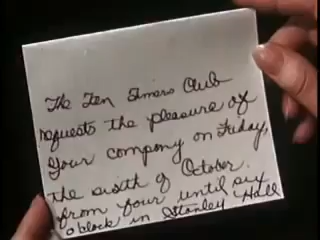 The Ten Timers Club
requests the pleasure of
your company on Friday,
the sixth of October.
from four until six
o'clock in Stanley Hall